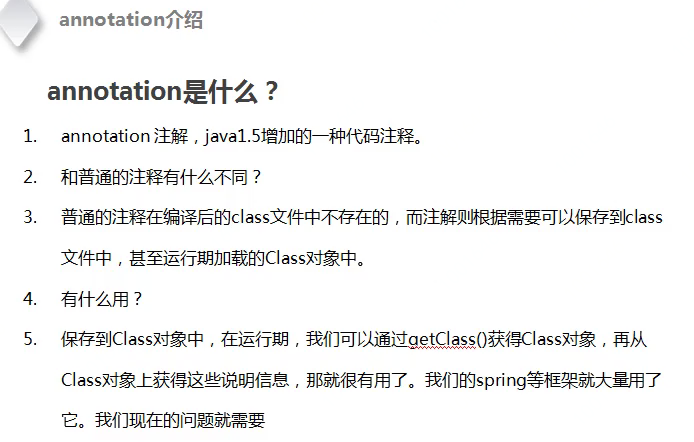 annotation介绍
annotation是什么？
1. annotation 注解，java1.5增加的一种代码注释。
2. 和普通的注释有什么不同？
3. 普通的注释在编译后的class文件中不存在的，而注解则根据需要可以保存到class
文件中，甚至运行期加载的Class对象中。
4. 有什么用？
5. 保存到Class对象中，在运行期，我们可以通过getClass()获得Class对象，再从
Class对象上获得这些说明信息，那就很有用了。我们的spring等框架就大量用了
它。我们现在的问题就需要